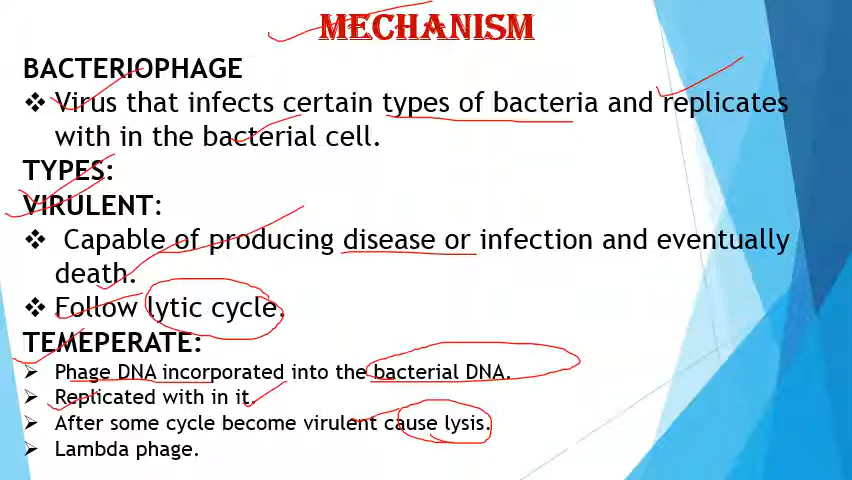 MECHANISM
BACTERIOPHAGE
❖ Virus that infects certain types of bacteria and replicates
with in the bacterial cell.
TYPES:
VIRULENT:
❖ Capable of producing disease or infection and eventually
death.
❖ Follow lytic cycle.
TEMEPERATE:
➢ Phage DNA incorporated into the bacterial DNA.
➢ Replicated with in it.
➢ After some cycle become virulent cause lysis.
➢ Lambda phage.